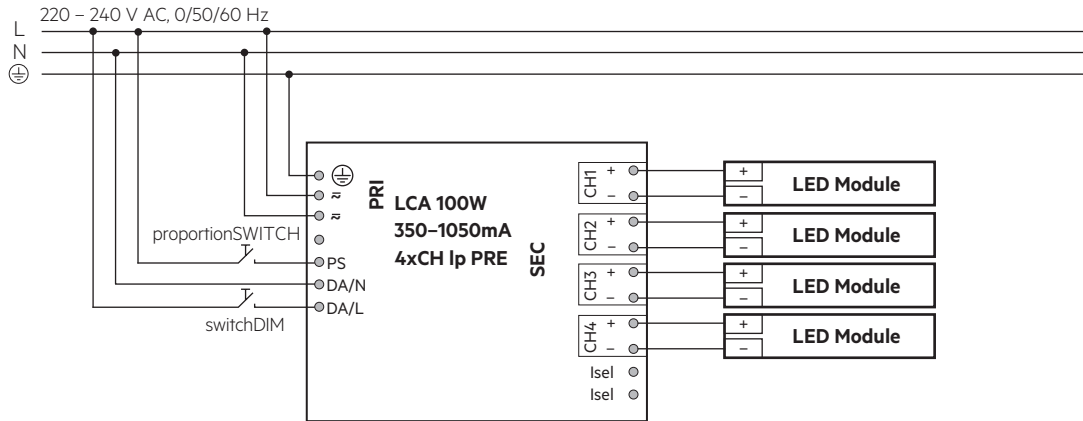 220 – 240 V AC, 0/50/60 Hz
L
N
PRI
LCA 100W
350–1050mA
4xCH lp PRE
SEC
proportionSWITCH
PS
DA/N
DA/L
switchDIM
CH1
+
–
+
–
LED Module
CH2
+
–
+
–
LED Module
CH3
+
–
+
–
LED Module
CH4
+
–
+
–
LED Module
Isel
Isel